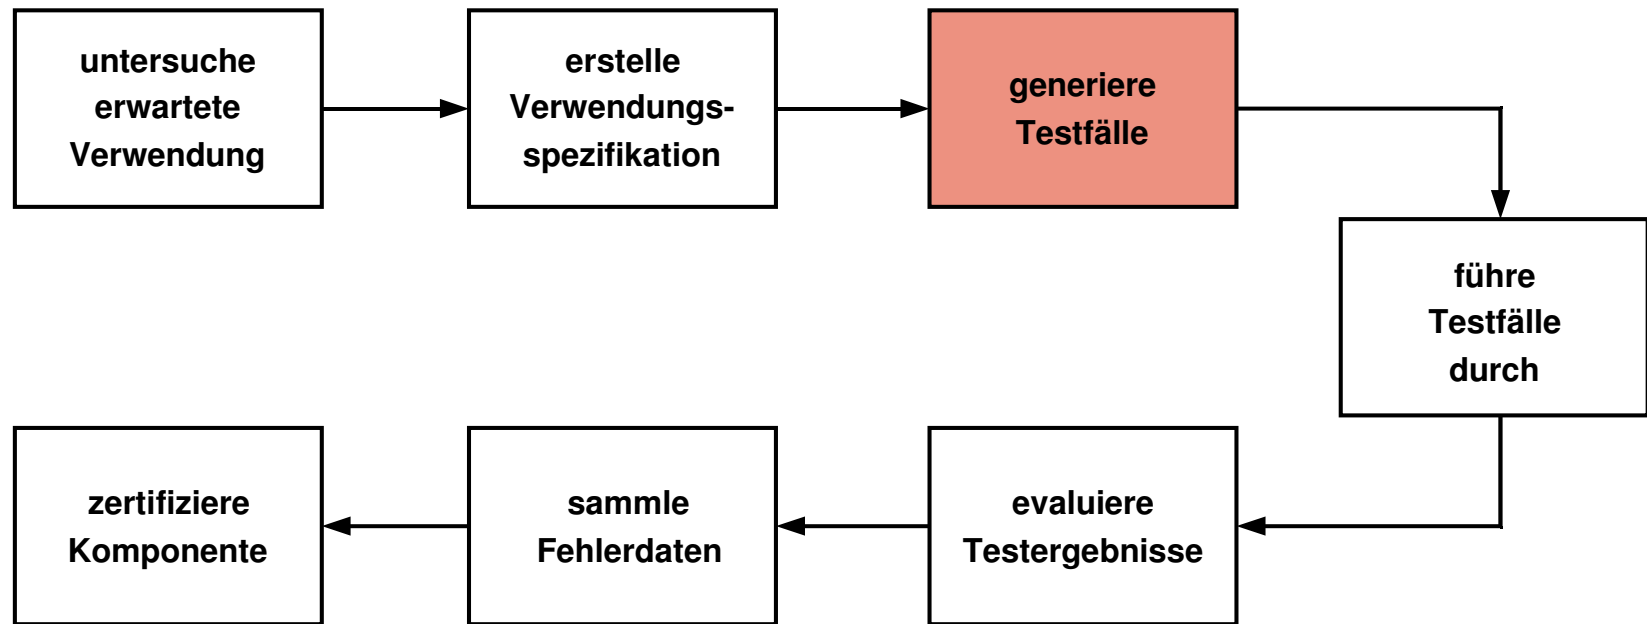 untersuche
erwartete
Verwendung
erstelle
Verwendungs-
spezifikation
generiere
Testfälle
führe
Testfälle
durch
evaluiere
Testergebnisse
sammle
Fehlerdaten
zertifiziere
Komponente